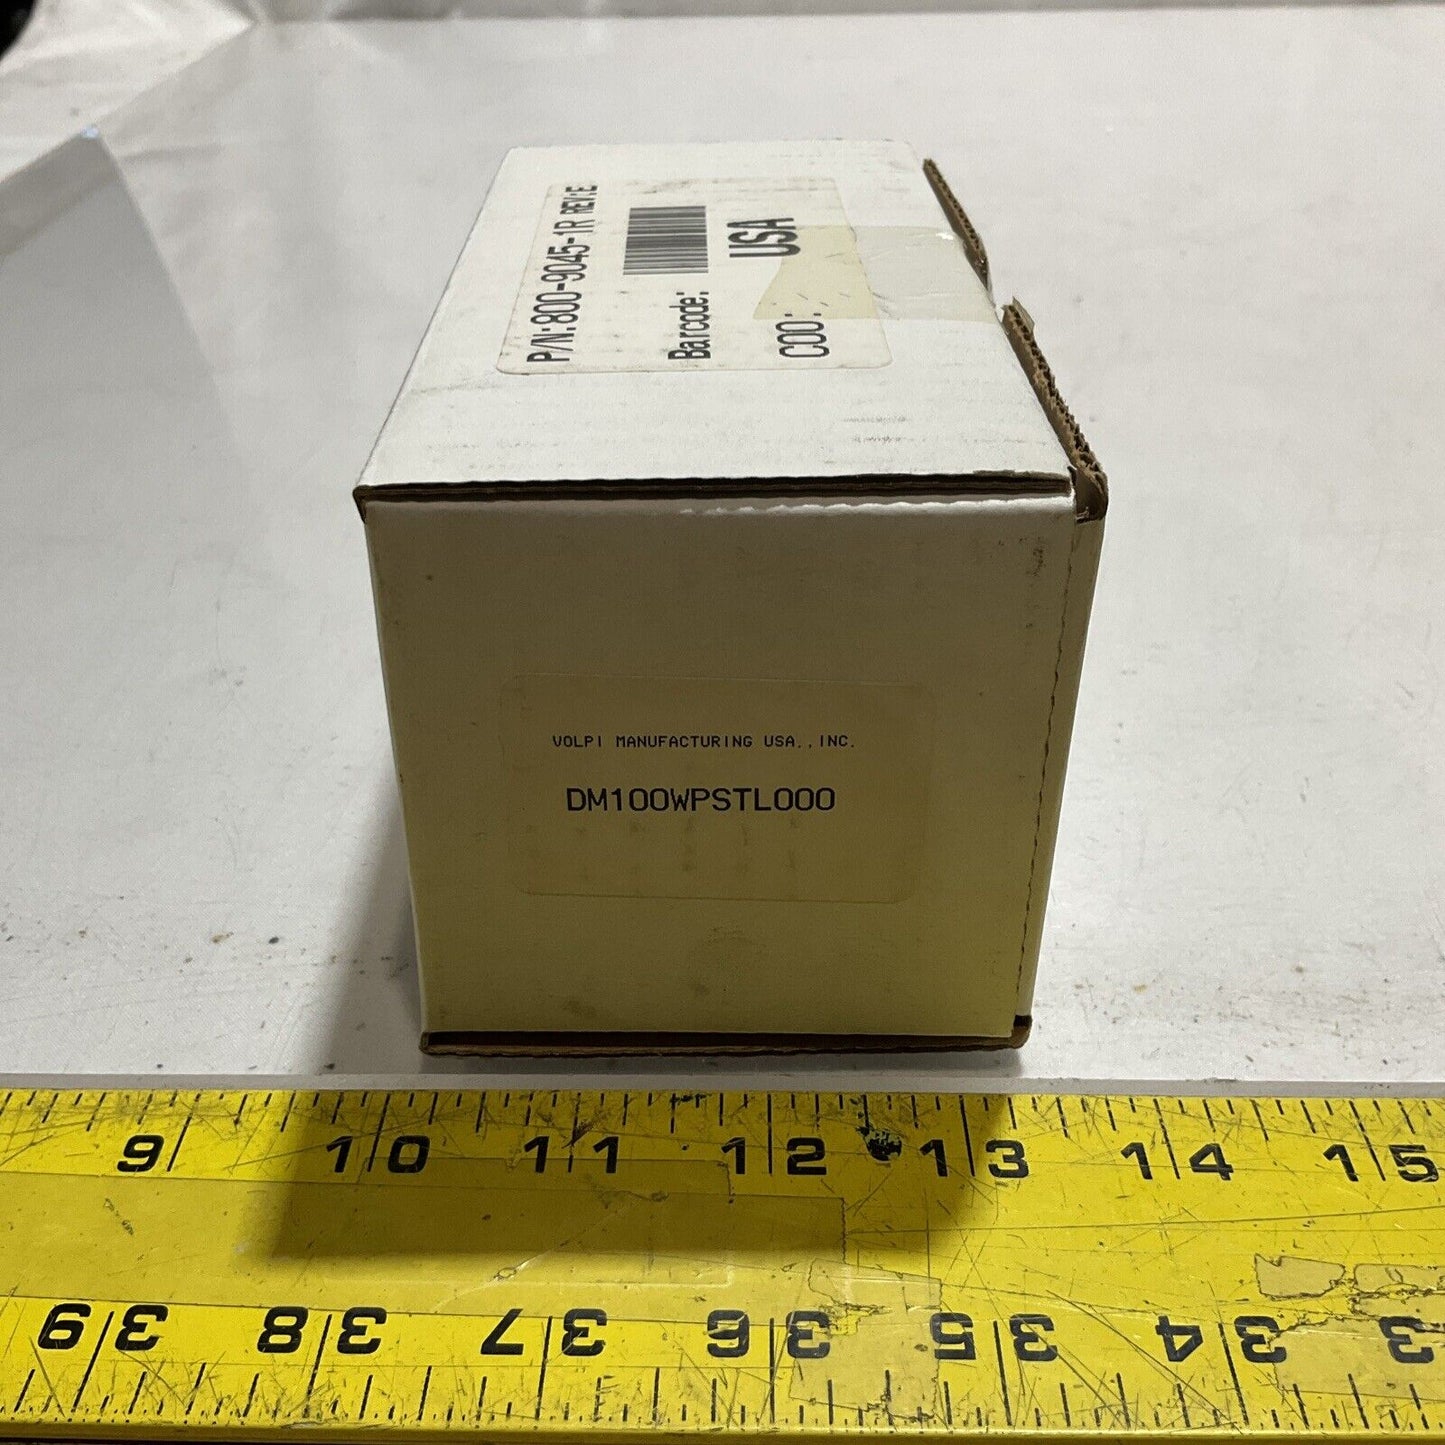 P/N:800-9045-1R REV:E
Barcode:
COO: USA
VOLPI MANUFACTURING USA.,INC.
DM100WPSTL000
9 10 11 12 13 14 15
39 38 37 36 35 34 3